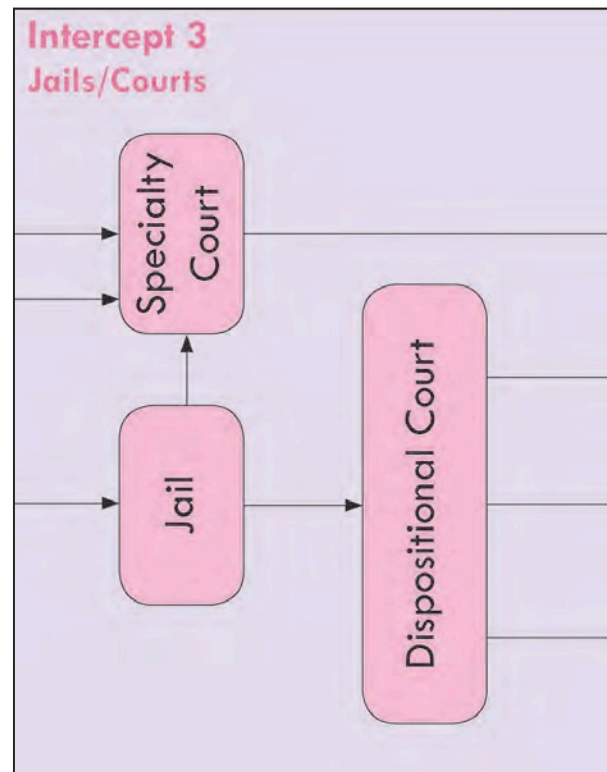 Intercept 3
Jails/Courts
Specialty
Court
Jail
Dispositional Court